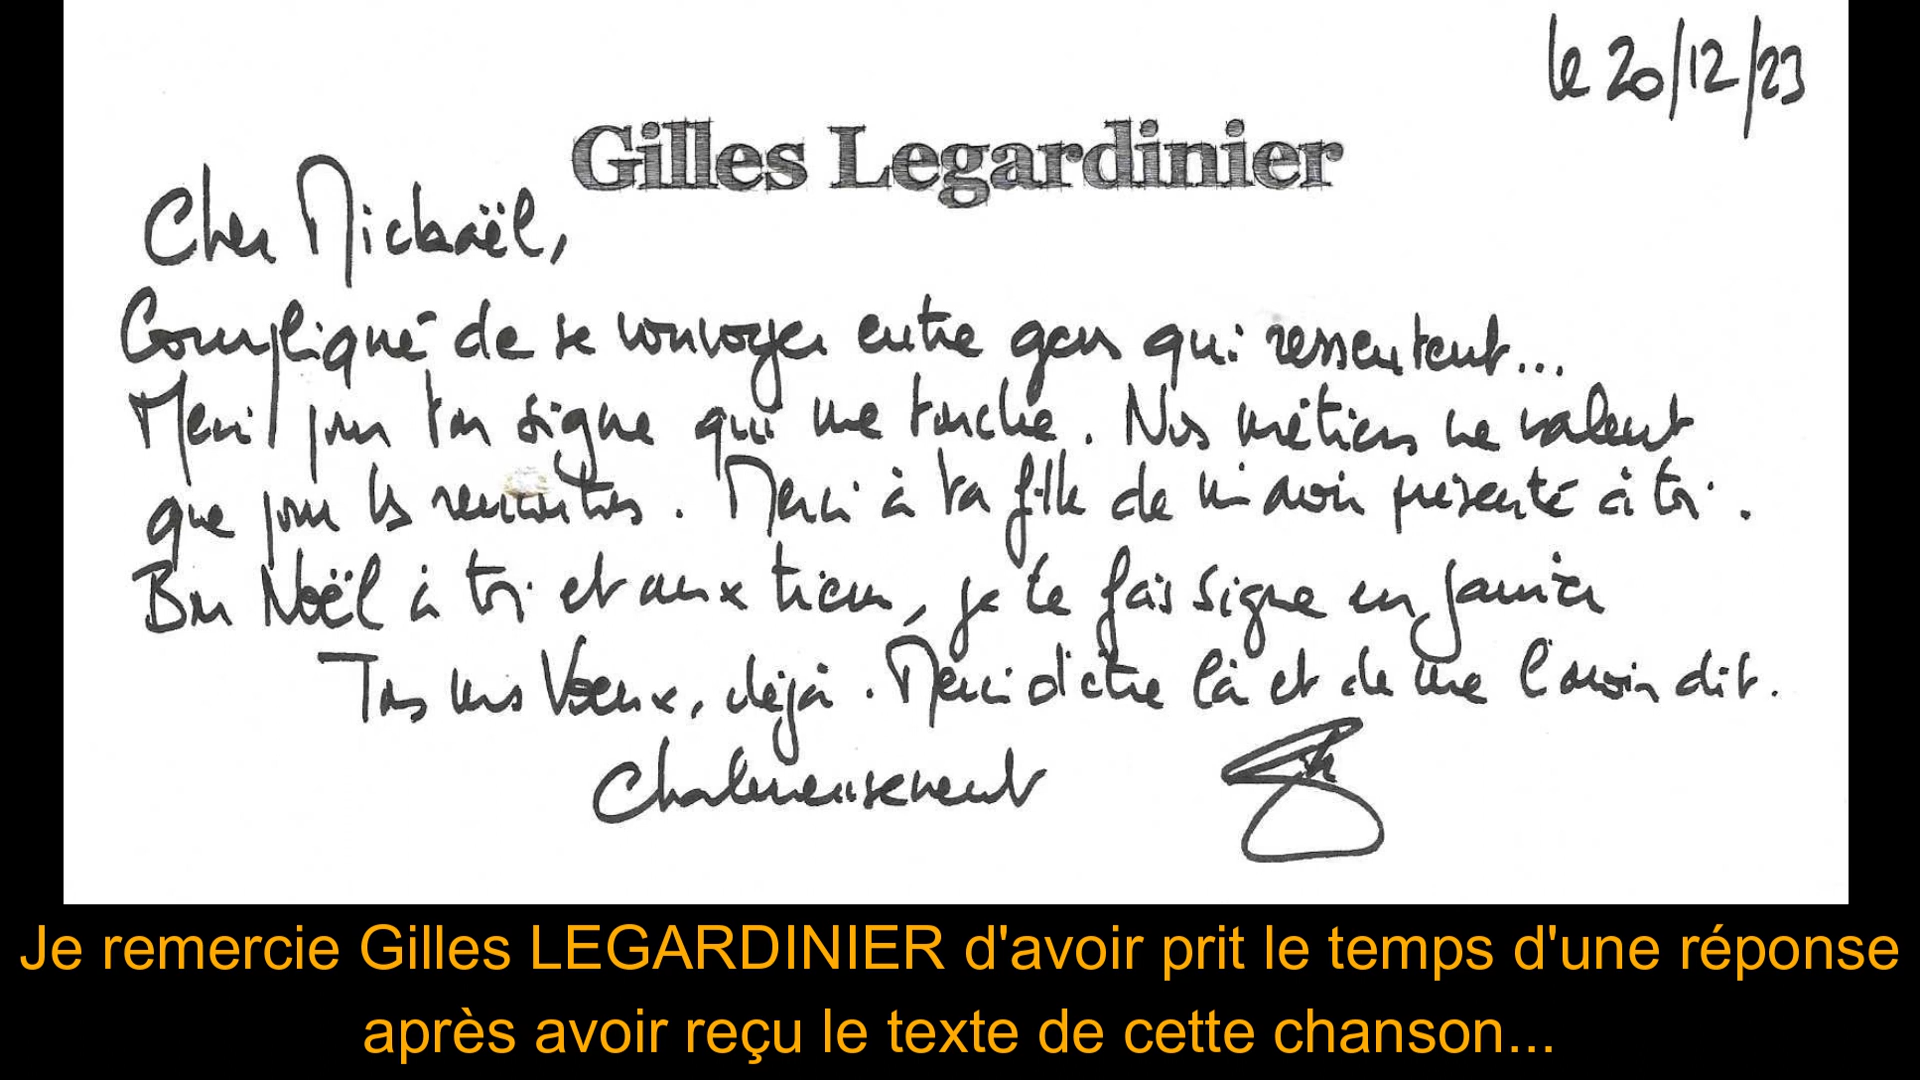 le 20/12/23
Gilles Legardinier
Cher Mickaël,
Compliqué de se vouvoyer entre gens qui ressentent...
Merci pour ton signe qui me touche. Nos métiers ne valent
que pour les rencontres. Merci à ta fille de m'avoir présenté à toi.
Bon Noël à toi et aux tiens, je te fais signe en janvier
Tous mes Vœux, déjà. Merci d'être là et de me l'avoir dit.
Chaleureusement
Je remercie Gilles LEGARDINIER d'avoir prit le temps d'une réponse
après avoir reçu le texte de cette chanson...